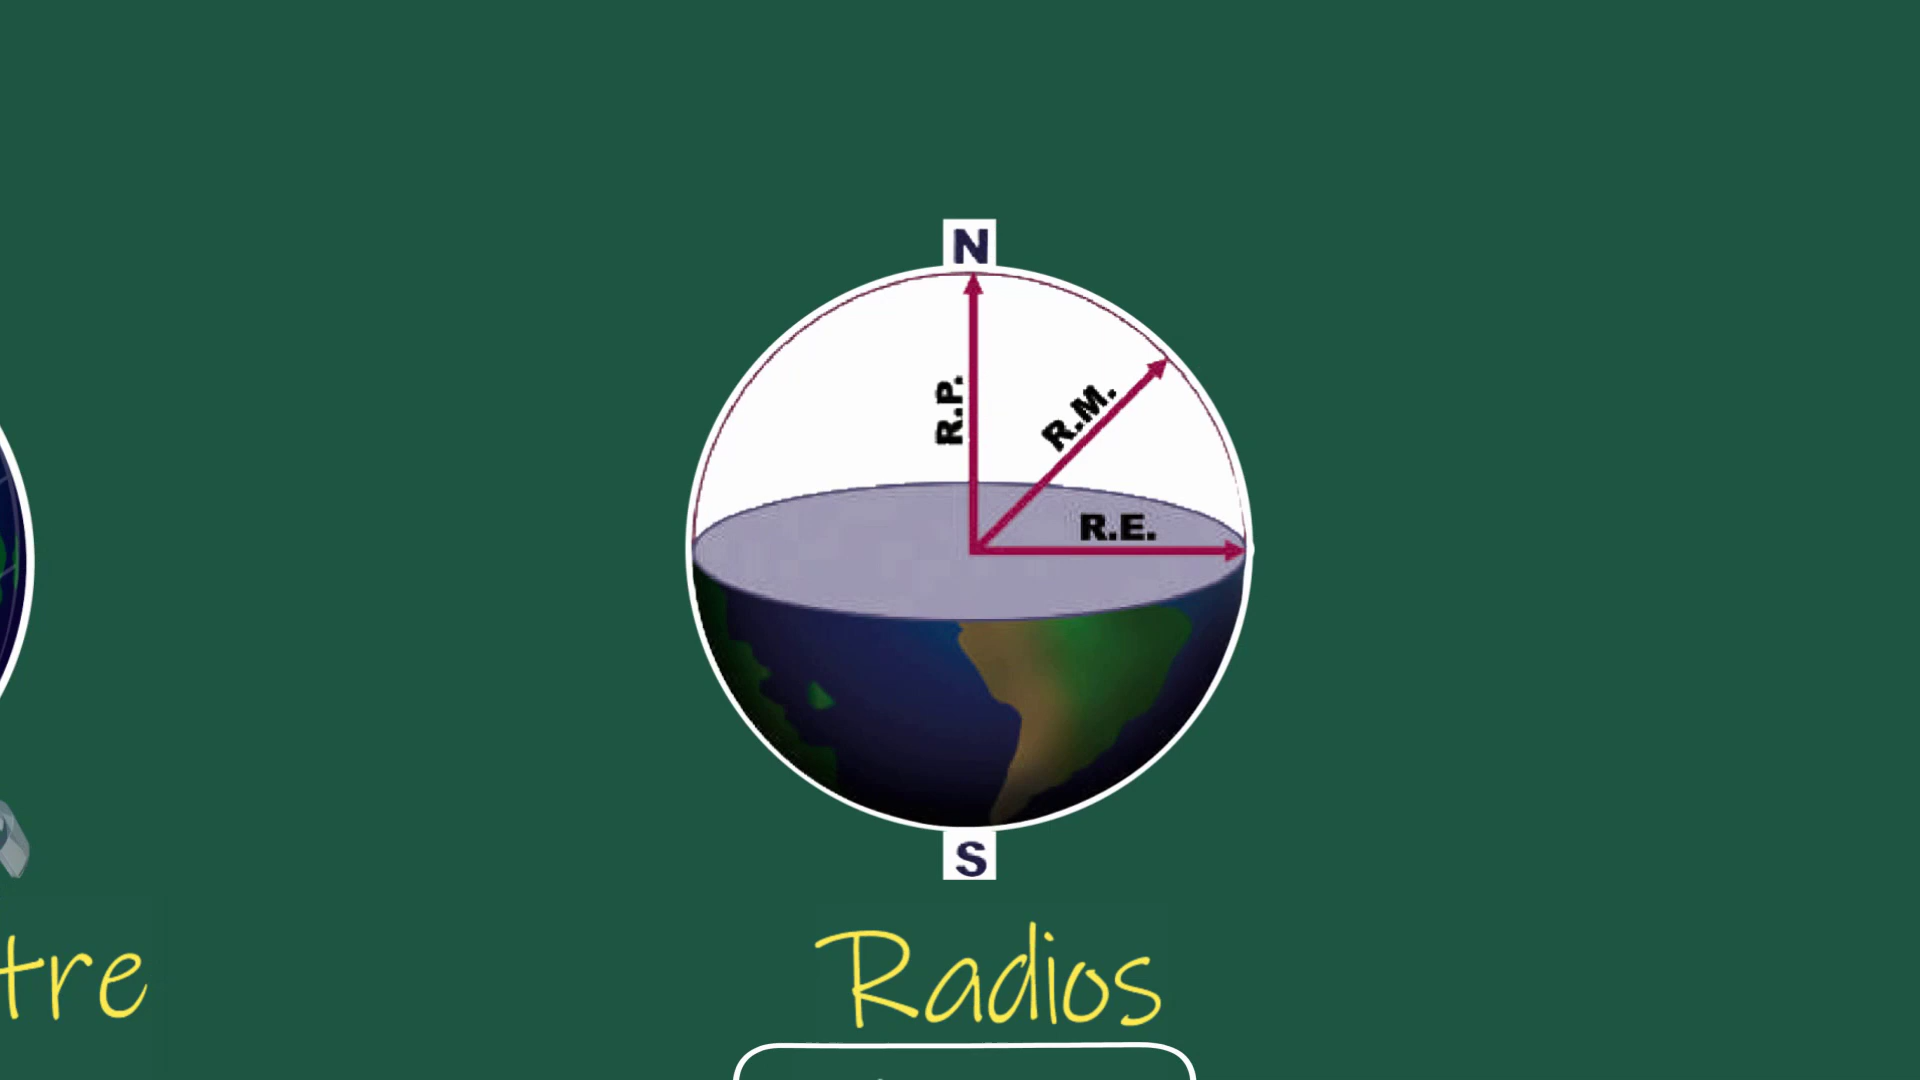 N
R.P.
R.M.
R.E.
S
tre
Radios